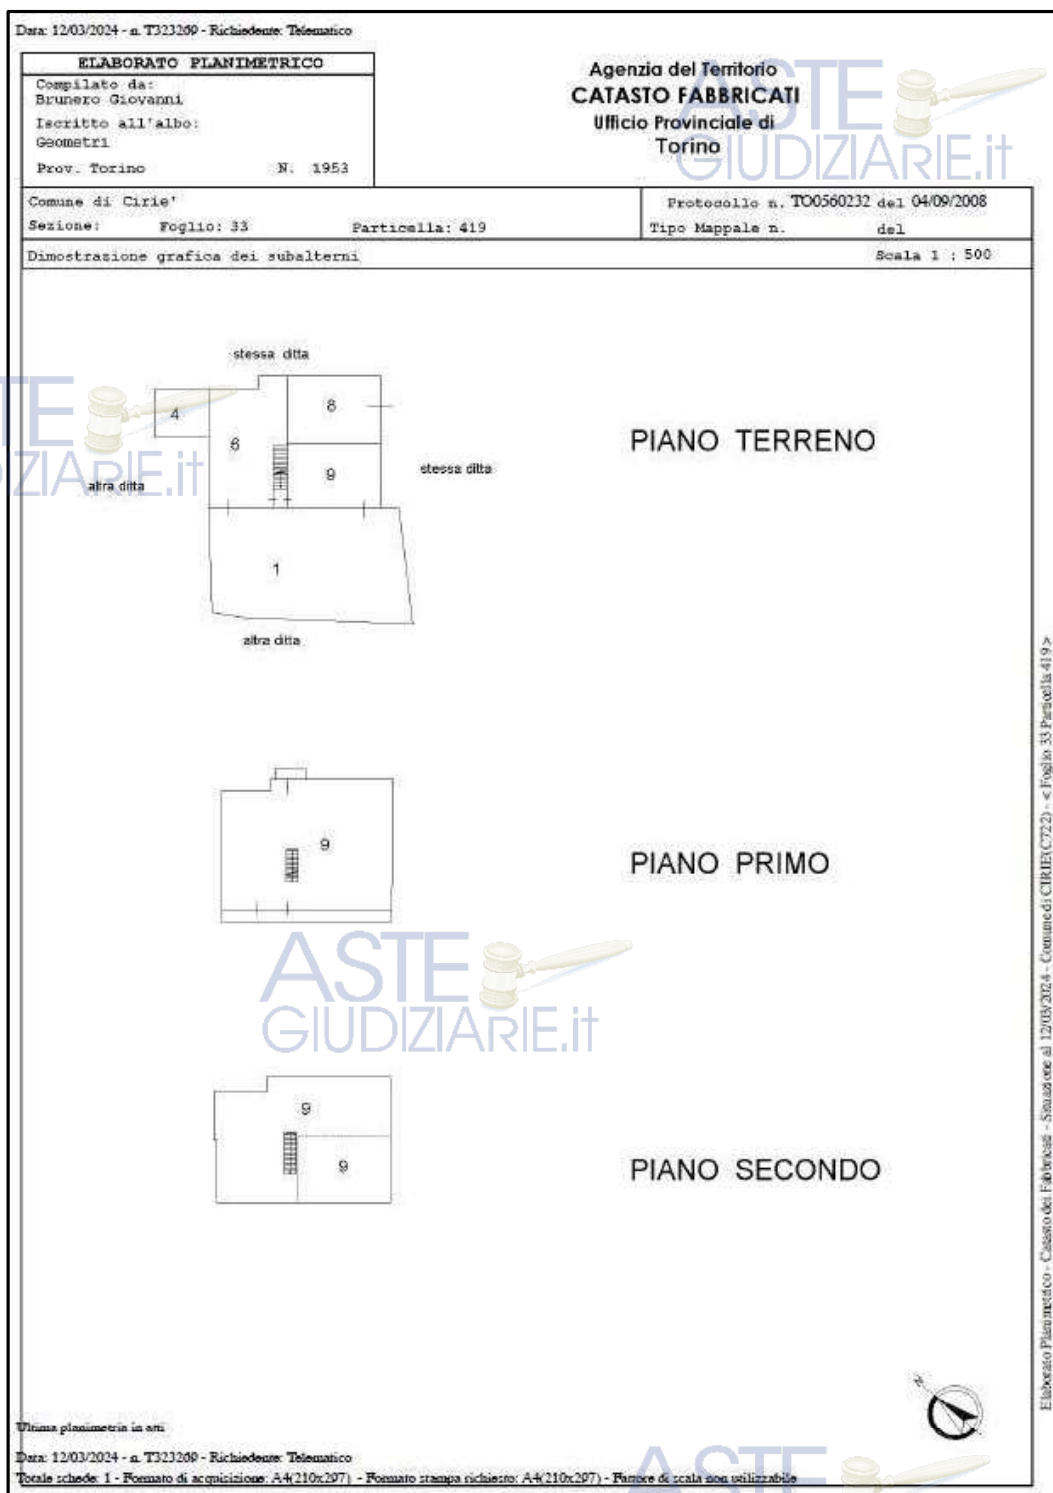 Data: 12/03/2024 - n. T323269 - Richiedente: Telematico
ELABORATO PLANIMETRICO
Compilato da:
Brunero Giovanni
Iscritto all'albo:
Geometri
Prov. Torino N. 1953
Agenzia del Territorio
CATASTO FABBRICATI
Ufficio Provinciale di
Torino
ASTE
GIUDIZIARIE.it
Comune di Cirie'
Sezione: Foglio: 33 Particella: 419
Protocollo n. TO0560232 del 04/09/2008
Tipo Mappale n. del
Dimostrazione grafica dei subalterni
Scala 1 : 500
stessa ditta
4
6
8
9
stessa ditta
altra ditta
1
altra ditta
PIANO TERRENO
TE
DIZIARIE.it
9
PIANO PRIMO
ASTE
GIUDIZIARIE.it
9
9
PIANO SECONDO
N
Ultima planimetria in atti
Data: 12/03/2024 - n. T323269 - Richiedente: Telematico
Totale schede: 1 - Formato di acquisizione: A4(210x297) - Formato stampa richiesto: A4(210x297) - Fattore di scala non utilizzabile
ASTE
Elaborato Planimetrico - Catasto dei Fabbricati - Situazione al 12/03/2024 - Comune di CIRIE(C722) - < Foglio 33 Particella 419 >